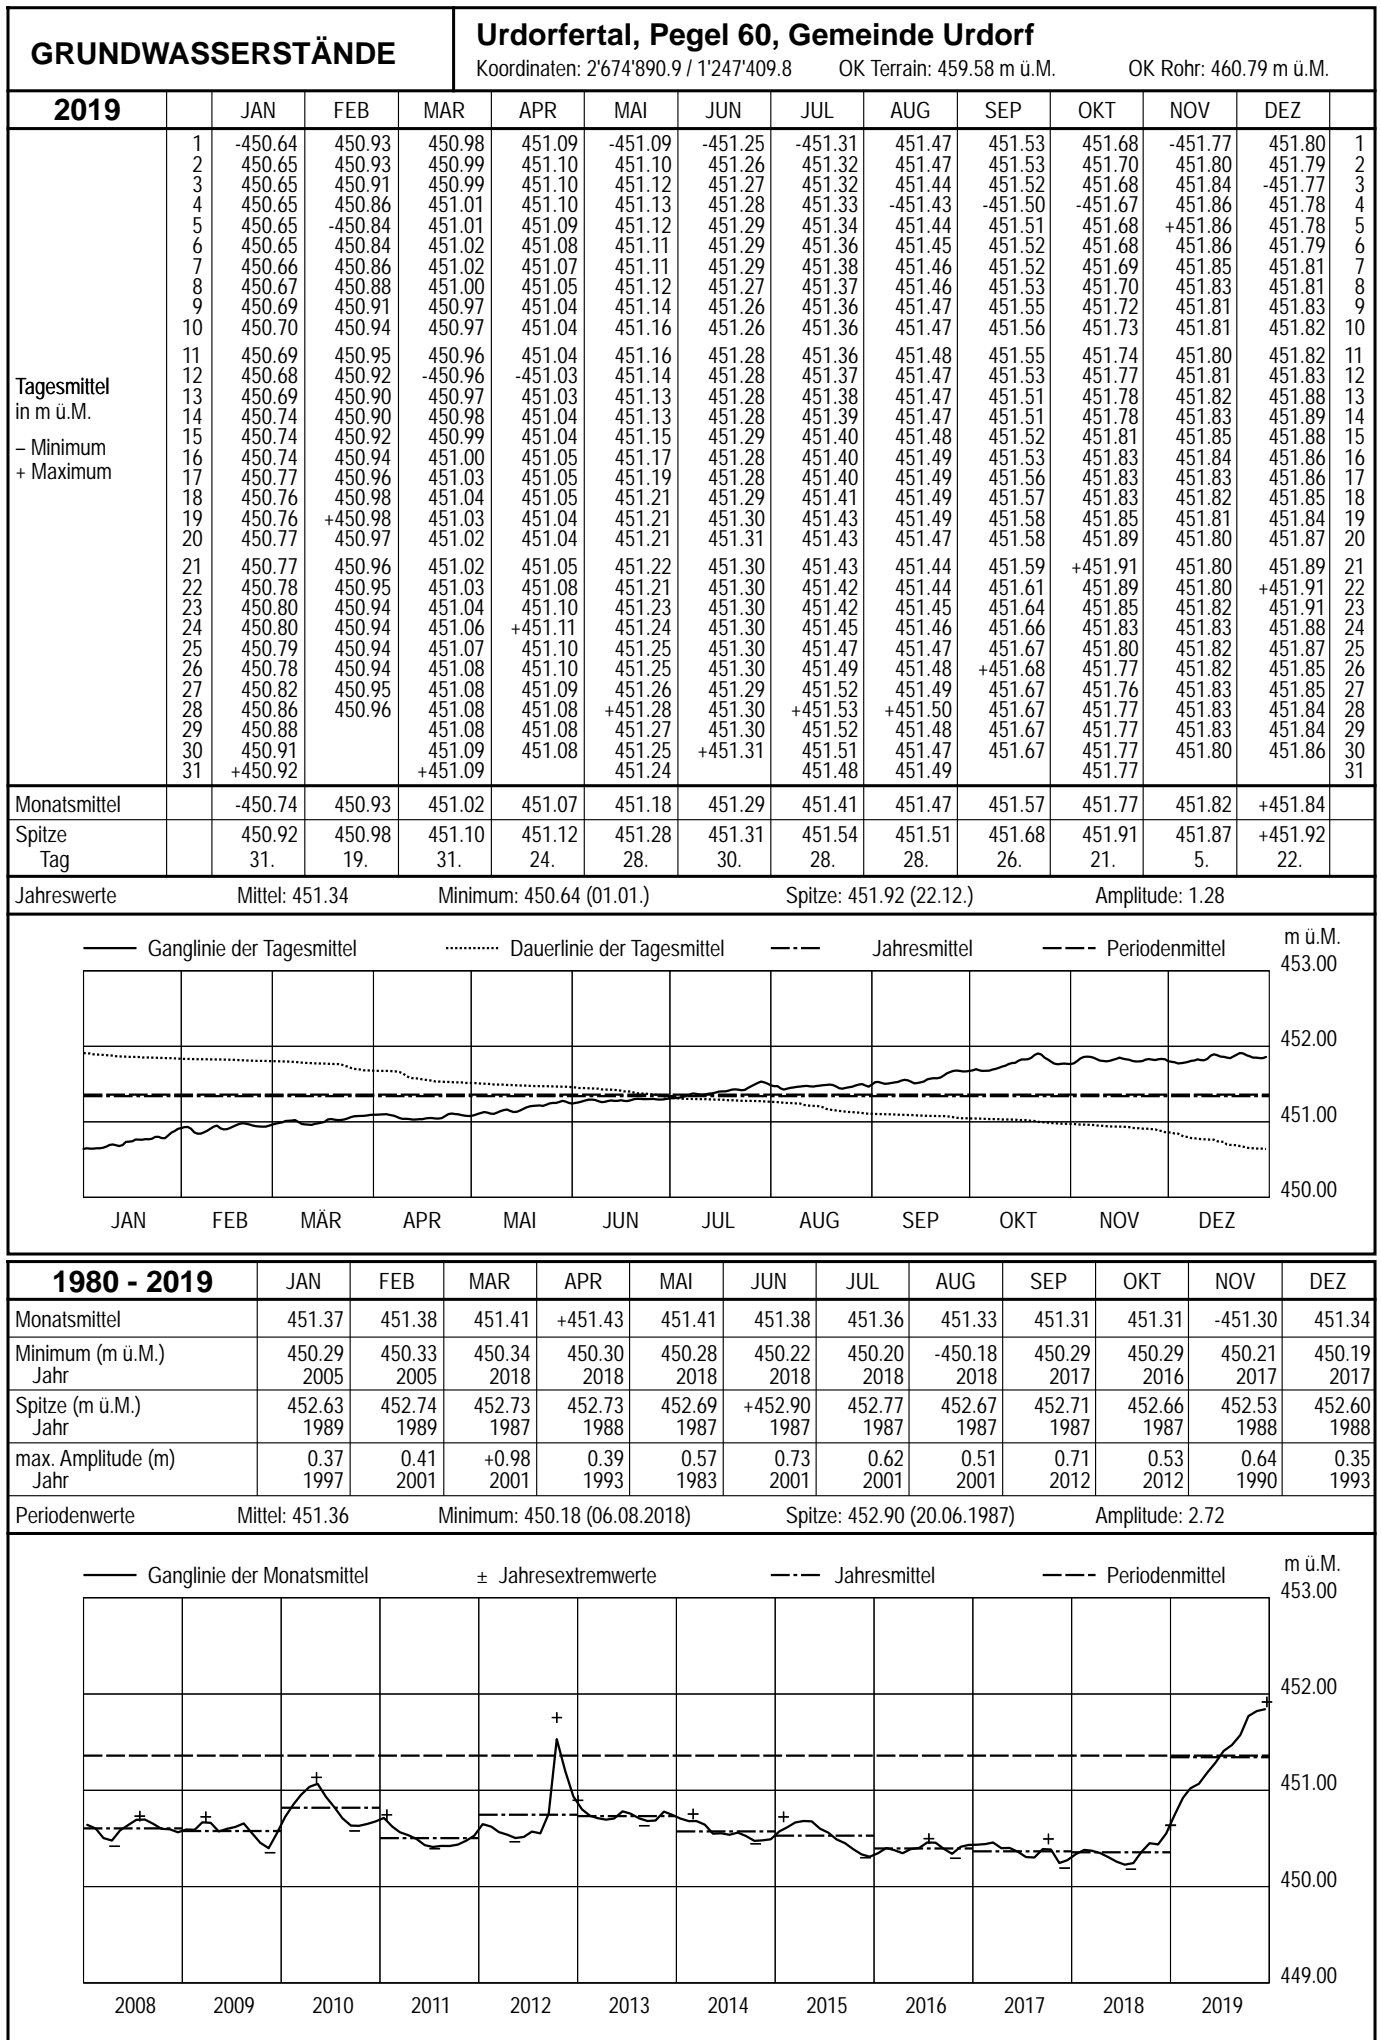 GRUNDWASSERSTÄNDE
Urdorfertal, Pegel 60, Gemeinde Urdorf
Koordinaten: 2'674'890.9 / 1'247'409.8 OK Terrain: 459.58 m ü.M. OK Rohr: 460.79 m ü.M.
2019 JAN FEB MAR APR MAI JUN JUL AUG SEP OKT NOV DEZ
1 -450.64 450.93 450.98 451.09 -451.09 -451.25 -451.31 451.47 451.53 451.68 -451.77 451.80 1
2 450.65 450.93 450.99 451.10 451.10 451.26 451.32 451.47 451.53 451.70 451.80 451.79 2
3 450.65 450.91 450.99 451.10 451.12 451.27 451.32 451.44 451.52 451.68 451.84 -451.77 3
4 450.65 450.86 451.01 451.10 451.13 451.28 451.33 -451.43 -451.50 -451.67 451.86 451.78 4
5 450.65 -450.84 451.01 451.09 451.12 451.29 451.34 451.44 451.51 451.68 +451.86 451.78 5
6 450.65 450.84 451.02 451.08 451.11 451.29 451.36 451.45 451.52 451.68 451.86 451.79 6
7 450.66 450.86 451.02 451.07 451.11 451.29 451.38 451.46 451.52 451.69 451.85 451.81 7
8 450.67 450.88 451.00 451.05 451.12 451.27 451.37 451.46 451.53 451.70 451.83 451.81 8
9 450.69 450.91 450.97 451.04 451.14 451.26 451.36 451.47 451.55 451.72 451.81 451.83 9
10 450.70 450.94 450.97 451.04 451.16 451.26 451.36 451.47 451.56 451.73 451.81 451.82 10
11 450.69 450.95 450.96 451.04 451.16 451.28 451.36 451.48 451.55 451.74 451.80 451.82 11
12 450.68 450.92 -450.96 -451.03 451.14 451.28 451.37 451.47 451.53 451.77 451.81 451.83 12
Tagesmittel
13 450.69 450.90 450.97 451.03 451.13 451.28 451.38 451.47 451.51 451.78 451.82 451.88 13
in m ü.M.
14 450.74 450.90 450.98 451.04 451.13 451.28 451.39 451.47 451.51 451.78 451.83 451.89 14
15 450.74 450.92 450.99 451.04 451.15 451.29 451.40 451.48 451.52 451.81 451.85 451.88 15
– Minimum
16 450.74 450.94 451.00 451.05 451.17 451.28 451.40 451.49 451.53 451.83 451.84 451.86 16
+ Maximum
17 450.77 450.96 451.03 451.05 451.19 451.28 451.40 451.49 451.56 451.83 451.83 451.86 17
18 450.76 450.98 451.04 451.05 451.21 451.29 451.41 451.49 451.57 451.83 451.82 451.85 18
19 450.76 +450.98 451.03 451.04 451.21 451.30 451.43 451.49 451.58 451.85 451.81 451.84 19
20 450.77 450.97 451.02 451.04 451.21 451.31 451.43 451.47 451.58 451.89 451.80 451.87 20
21 450.77 450.96 451.02 451.05 451.22 451.30 451.43 451.44 451.59 +451.91 451.80 451.89 21
22 450.78 450.95 451.03 451.08 451.21 451.30 451.42 451.44 451.61 451.89 451.80 +451.91 22
23 450.80 450.94 451.04 451.10 451.23 451.30 451.42 451.45 451.64 451.85 451.82 451.91 23
24 450.80 450.94 451.06 +451.11 451.24 451.30 451.45 451.46 451.66 451.83 451.83 451.88 24
25 450.79 450.94 451.07 451.10 451.25 451.30 451.47 451.47 451.67 451.80 451.82 451.87 25
26 450.78 450.94 451.08 451.10 451.25 451.30 451.49 451.48 +451.68 451.77 451.82 451.85 26
27 450.82 450.95 451.08 451.09 451.26 451.29 451.52 451.49 451.67 451.76 451.83 451.85 27
28 450.86 450.96 451.08 451.08 +451.28 451.30 +451.53 +451.50 451.67 451.77 451.83 451.84 28
29 450.88 451.08 451.08 451.27 451.30 451.52 451.48 451.67 451.77 451.83 451.84 29
30 450.91 451.09 451.08 451.25 +451.31 451.51 451.47 451.67 451.77 451.80 451.86 30
31 +450.92 +451.09 451.24 451.48 451.49 451.77 31
Monatsmittel -450.74 450.93 451.02 451.07 451.18 451.29 451.41 451.47 451.57 451.77 451.82 +451.84
Spitze 450.92 450.98 451.10 451.12 451.28 451.31 451.54 451.51 451.68 451.91 451.87 +451.92
Tag 31. 19. 31. 24. 28. 30. 28. 28. 26. 21. 5. 22.
Jahreswerte Mittel: 451.34 Minimum: 450.64 (01.01.) Spitze: 451.92 (22.12.) Amplitude: 1.28
Ganglinie der Tagesmittel Dauerlinie der Tagesmittel Jahresmittel Periodenmittel m ü.M.
453.00
452.00
451.00
450.00
JAN FEB MÄR APR MAI JUN JUL AUG SEP OKT NOV DEZ
1980 - 2019 JAN FEB MAR APR MAI JUN JUL AUG SEP OKT NOV DEZ
Monatsmittel 451.37 451.38 451.41 +451.43 451.41 451.38 451.36 451.33 451.31 451.31 -451.30 451.34
Minimum (m ü.M.) 450.29 450.33 450.34 450.30 450.28 450.22 450.20 -450.18 450.29 450.29 450.21 450.19
Jahr 2005 2005 2018 2018 2018 2018 2018 2018 2017 2016 2017 2017
Spitze (m ü.M.) 452.63 452.74 452.73 452.73 452.69 +452.90 452.77 452.67 452.71 452.66 452.53 452.60
Jahr 1989 1989 1987 1988 1987 1987 1987 1987 1987 1987 1988 1988
max. Amplitude (m) 0.37 0.41 +0.98 0.39 0.57 0.73 0.62 0.51 0.71 0.53 0.64 0.35
Jahr 1997 2001 2001 1993 1983 2001 2001 2001 2012 2012 1990 1993
Periodenwerte Mittel: 451.36 Minimum: 450.18 (06.08.2018) Spitze: 452.90 (20.06.1987) Amplitude: 2.72
Ganglinie der Monatsmittel ± Jahresextremwerte Jahresmittel Periodenmittel m ü.M.
453.00
452.00
451.00
450.00
449.00
2008 2009 2010 2011 2012 2013 2014 2015 2016 2017 2018 2019